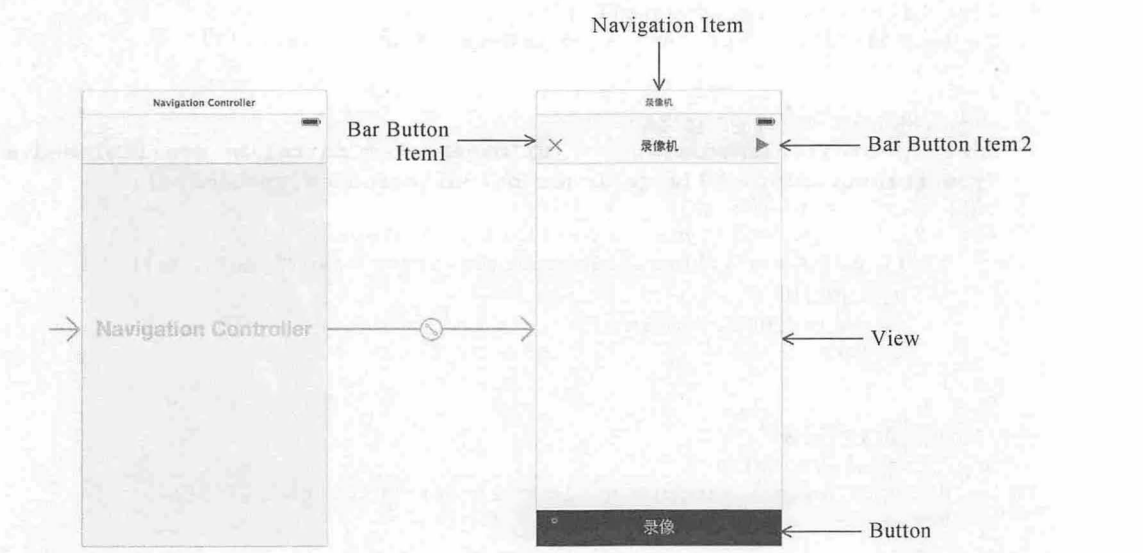 Navigation Item
Navigation Controller
录像机
Bar Button
Item1
录像机
Bar Button Item2
Navigation Controller
View
录像
Button